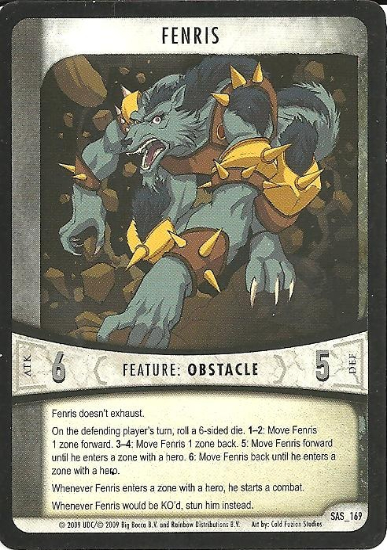 FENRIS
ATK 6 FEATURE: OBSTACLE 5 DEF
Fenris doesn't exhaust.
On the defending player's turn, roll a 6-sided die. 1–2: Move Fenris
1 zone forward. 3–4: Move Fenris 1 zone back. 5: Move Fenris forward
until he enters a zone with a hero. 6: Move Fenris back until he enters a
zone with a hero.
Whenever Fenris enters a zone with a hero, he starts a combat.
Whenever Fenris would be KO'd, stun him instead.
SAS_169
© 2009 UDC/© 2009 Big Bocca B.V. and Rainbow Distributions B.V. Art by: Cold Fuzion Studios